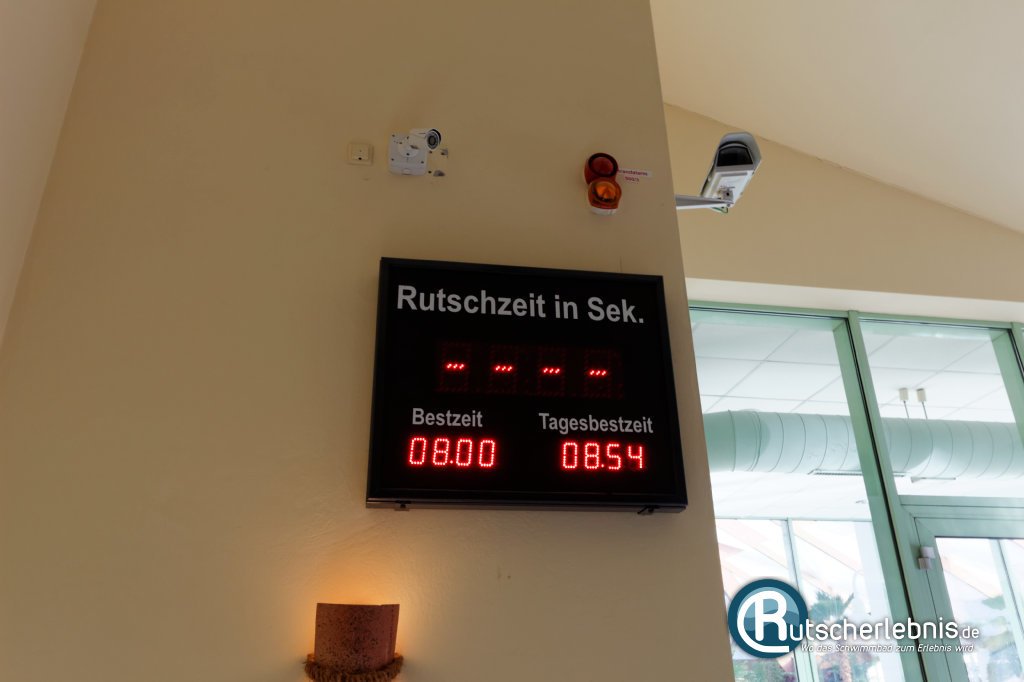 Rutschzeit in Sek.
- - - -
Bestzeit Tagesbestzeit
08.00 08.54
Rutscherlebnis.de
Wo das Schwimmbad zum Erlebnis wird